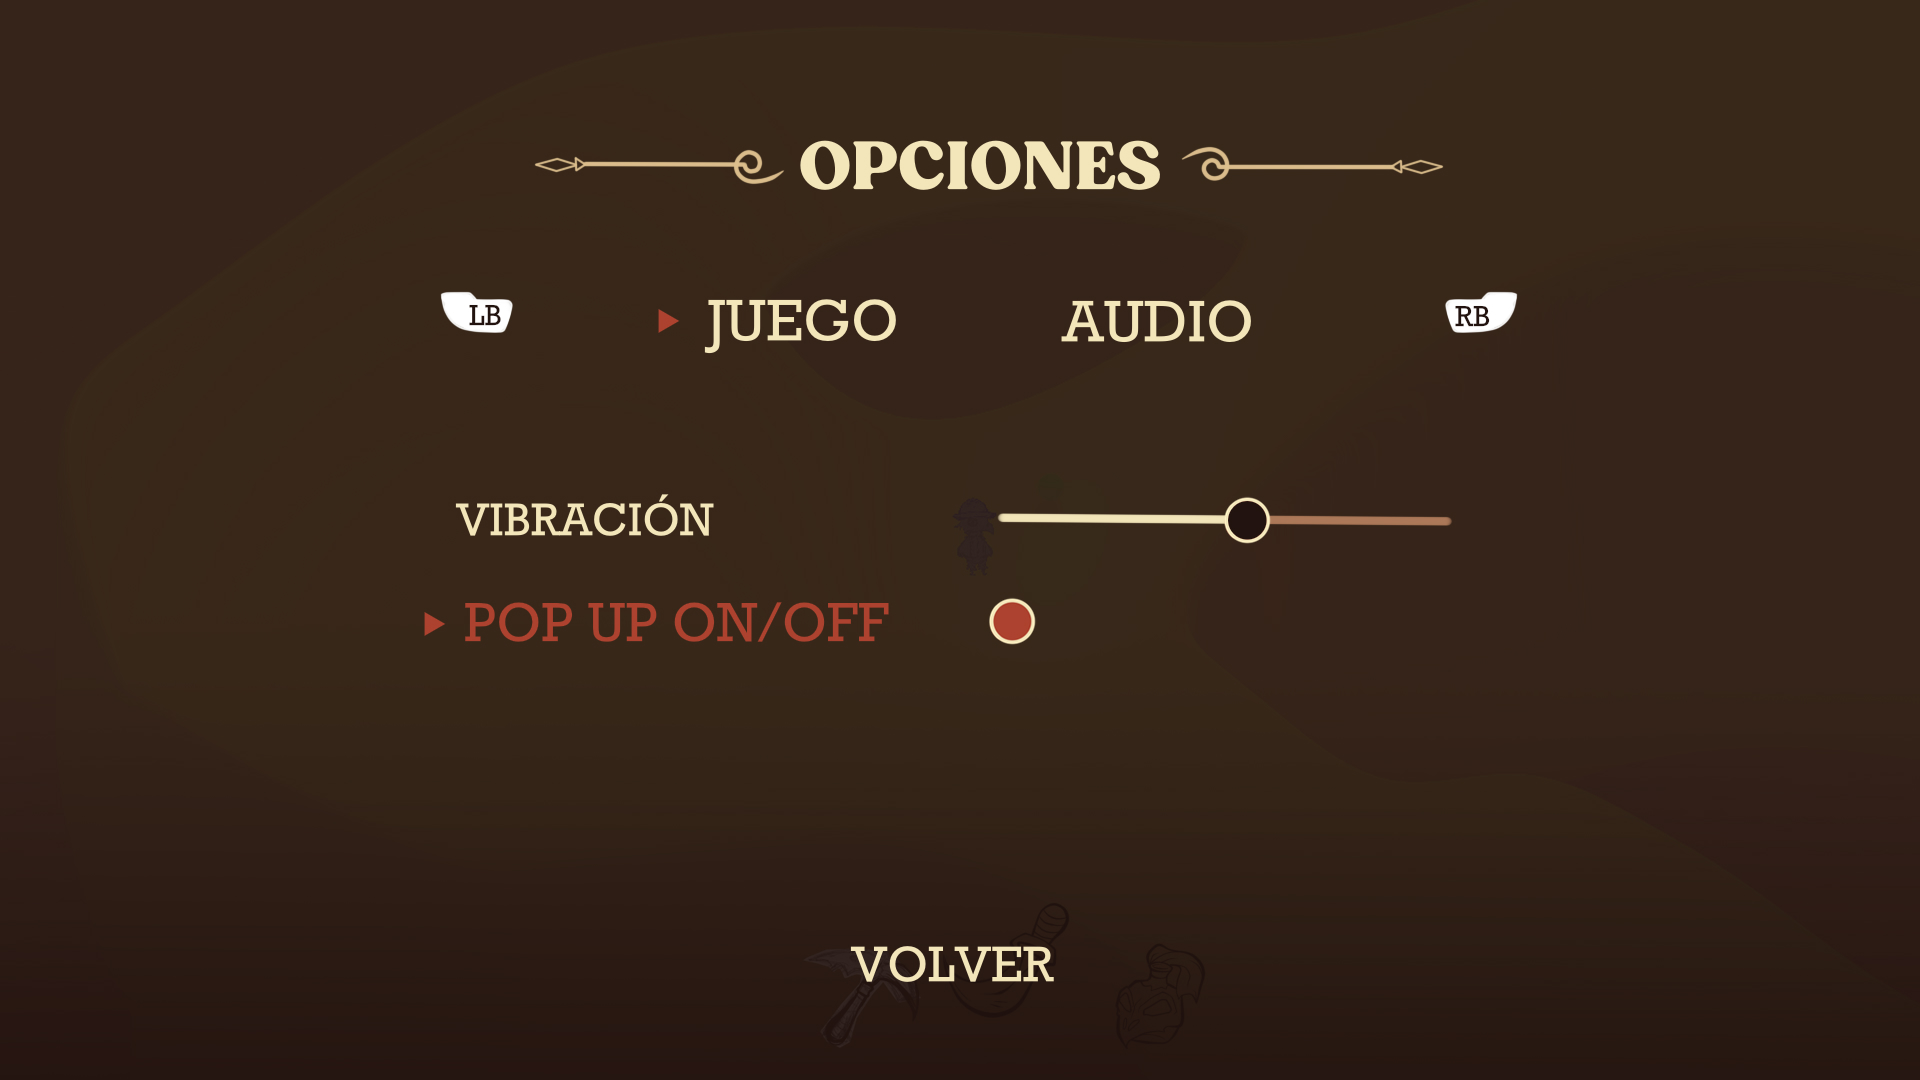 OPCIONES
LB JUEGO AUDIO RB
VIBRACIÓN
POP UP ON/OFF
VOLVER